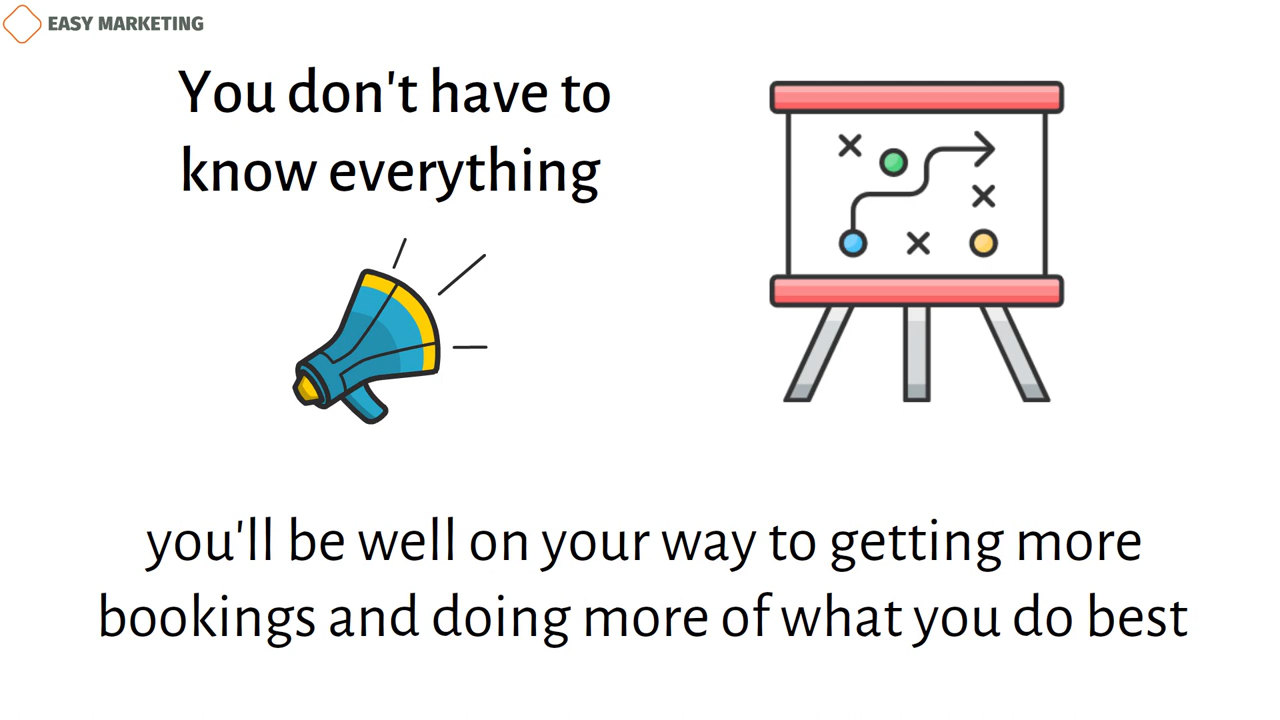 EASY MARKETING
You don't have to
know everything
you'll be well on your way to getting more
bookings and doing more of what you do best